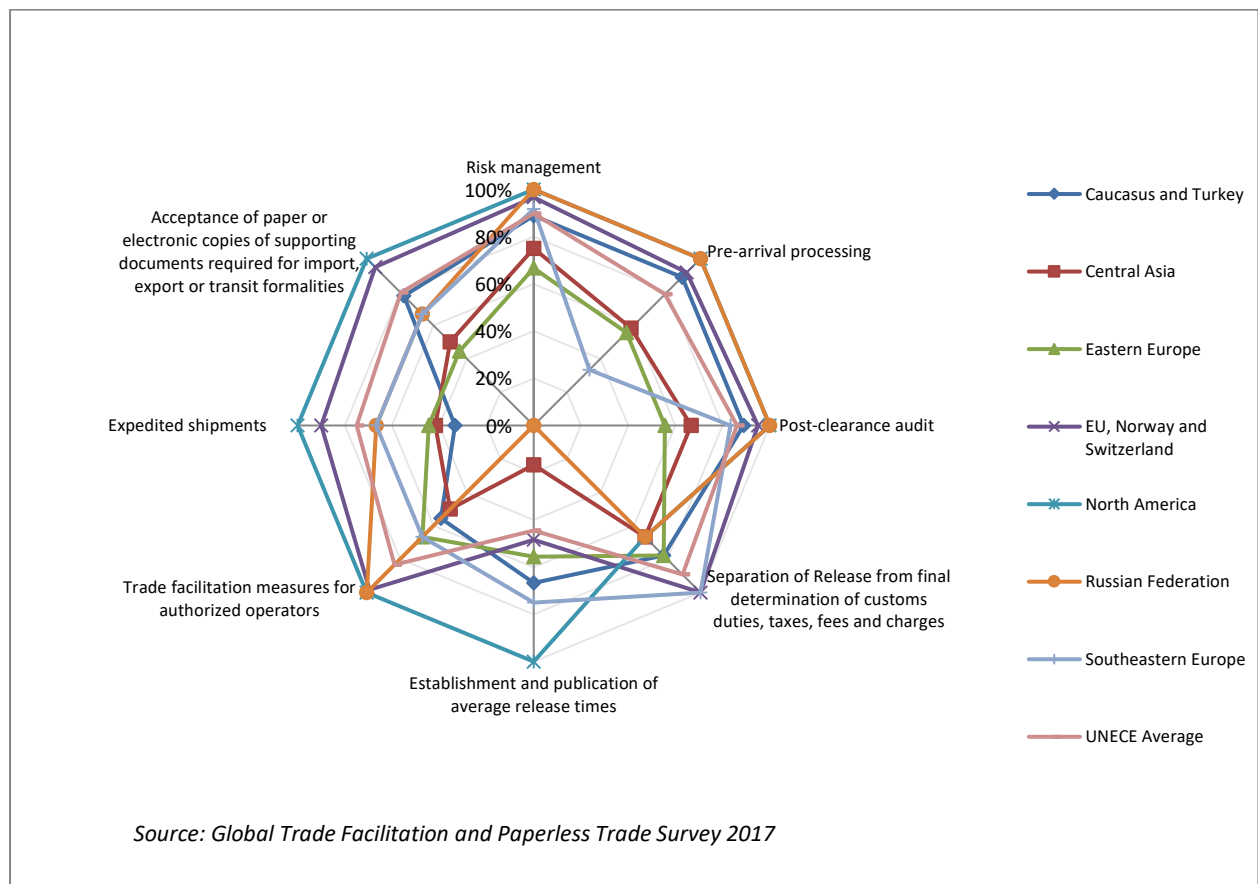 Risk management
100%
80%
60%
40%
20%
0%
Pre-arrival processing
Post-clearance audit
Separation of Release from final
determination of customs
duties, taxes, fees and charges
Establishment and publication of
average release times
Trade facilitation measures for
authorized operators
Expedited shipments
Acceptance of paper or
electronic copies of supporting
documents required for import,
export or transit formalities
Caucasus and Turkey
Central Asia
Eastern Europe
EU, Norway and
Switzerland
North America
Russian Federation
Southeastern Europe
UNECE Average
Source: Global Trade Facilitation and Paperless Trade Survey 2017